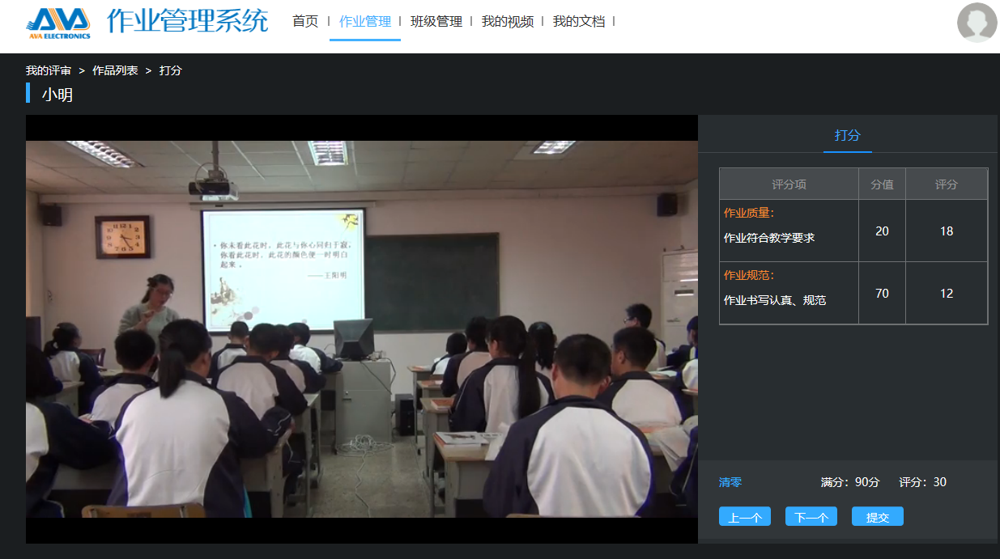 AVA ELECTRONICS
作业管理系统
首页 | 作业管理 | 班级管理 | 我的视频 | 我的文档 |
我的评审 > 作品列表 > 打分
小明
你未看此花时，此花与你心同归于寂，
你看此花时，此花的颜色便一时明白
起来 。
——王阳明
打分
评分项 分值 评分
作业质量：
作业符合教学要求 20 18
作业规范：
作业书写认真、规范 70 12
清零 满分：90分 评分：30
上一个 下一个 提交